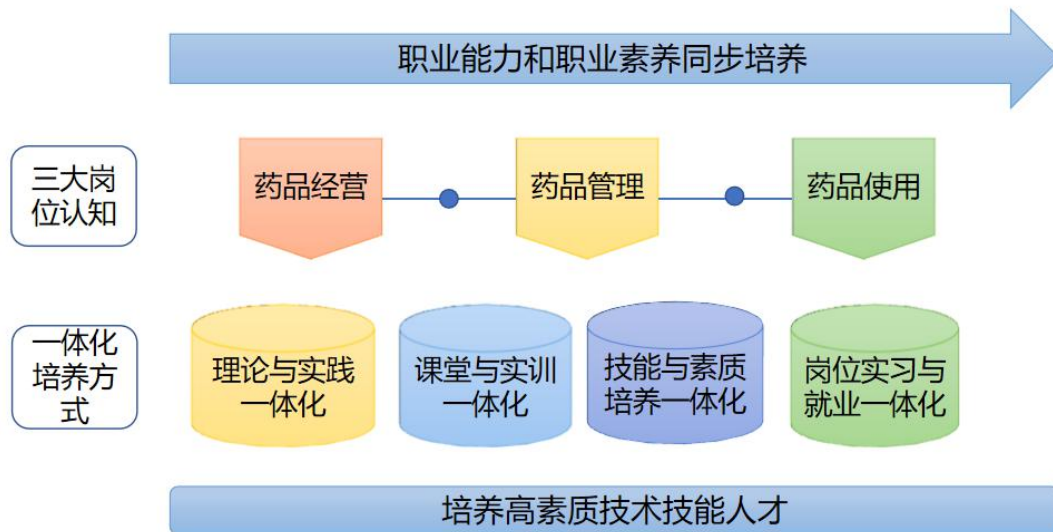 职业能力和职业素养同步培养
三大岗
位认知
药品经营
药品管理
药品使用
一体化
培养方
式
理论与实践
一体化
课堂与实训
一体化
技能与素质
培养一体化
岗位实习与
就业一体化
培养高素质技术技能人才